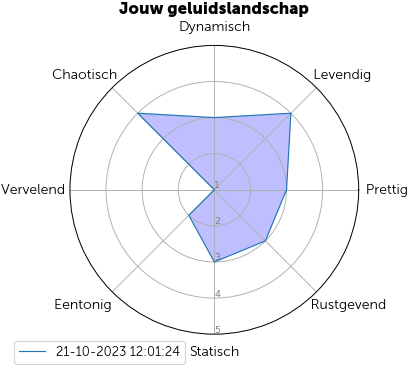 Jouw geluidslandschap
Dynamisch
Chaotisch
Levendig
Vervelend
1
Prettig
2
3
4
Eentonig
Rustgevend
5
21-10-2023 12:01:24
Statisch